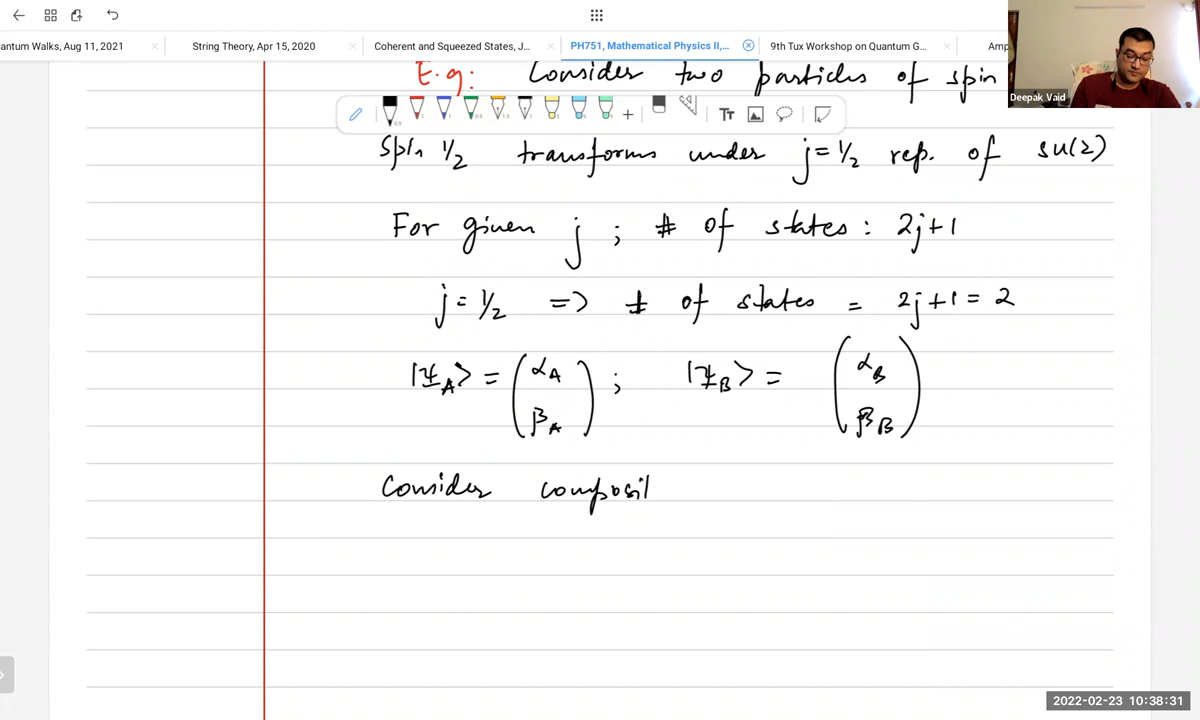 antum Walks, Aug 11, 2021 String Theory, Apr 15, 2020 Coherent and Squeezed States, J... PH751, Mathematical Physics II,... 9th Tux Workshop on Quantum G... Amp
Deepak Vaid
E.g: Consider two particles of spin
Spin 1/2 transforms under j=1/2 rep. of su(2)
For given j ; # of states : 2j+1
j=1/2 => # of states = 2j+1=2
|Ψ_A> = (α_A β_A) ; |Ψ_B> = (α_B β_B)
Consider composit
2022-02-23 10:38:31